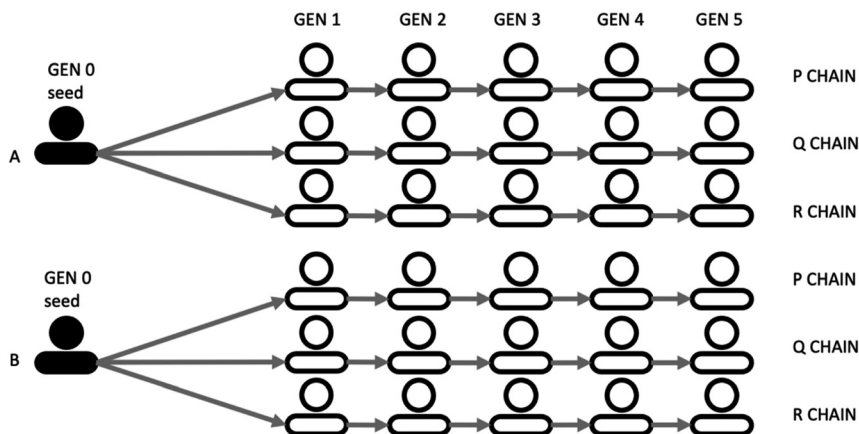 GEN 1 GEN 2 GEN 3 GEN 4 GEN 5
GEN 0
seed
A
P CHAIN
Q CHAIN
R CHAIN
GEN 0
seed
B
P CHAIN
Q CHAIN
R CHAIN